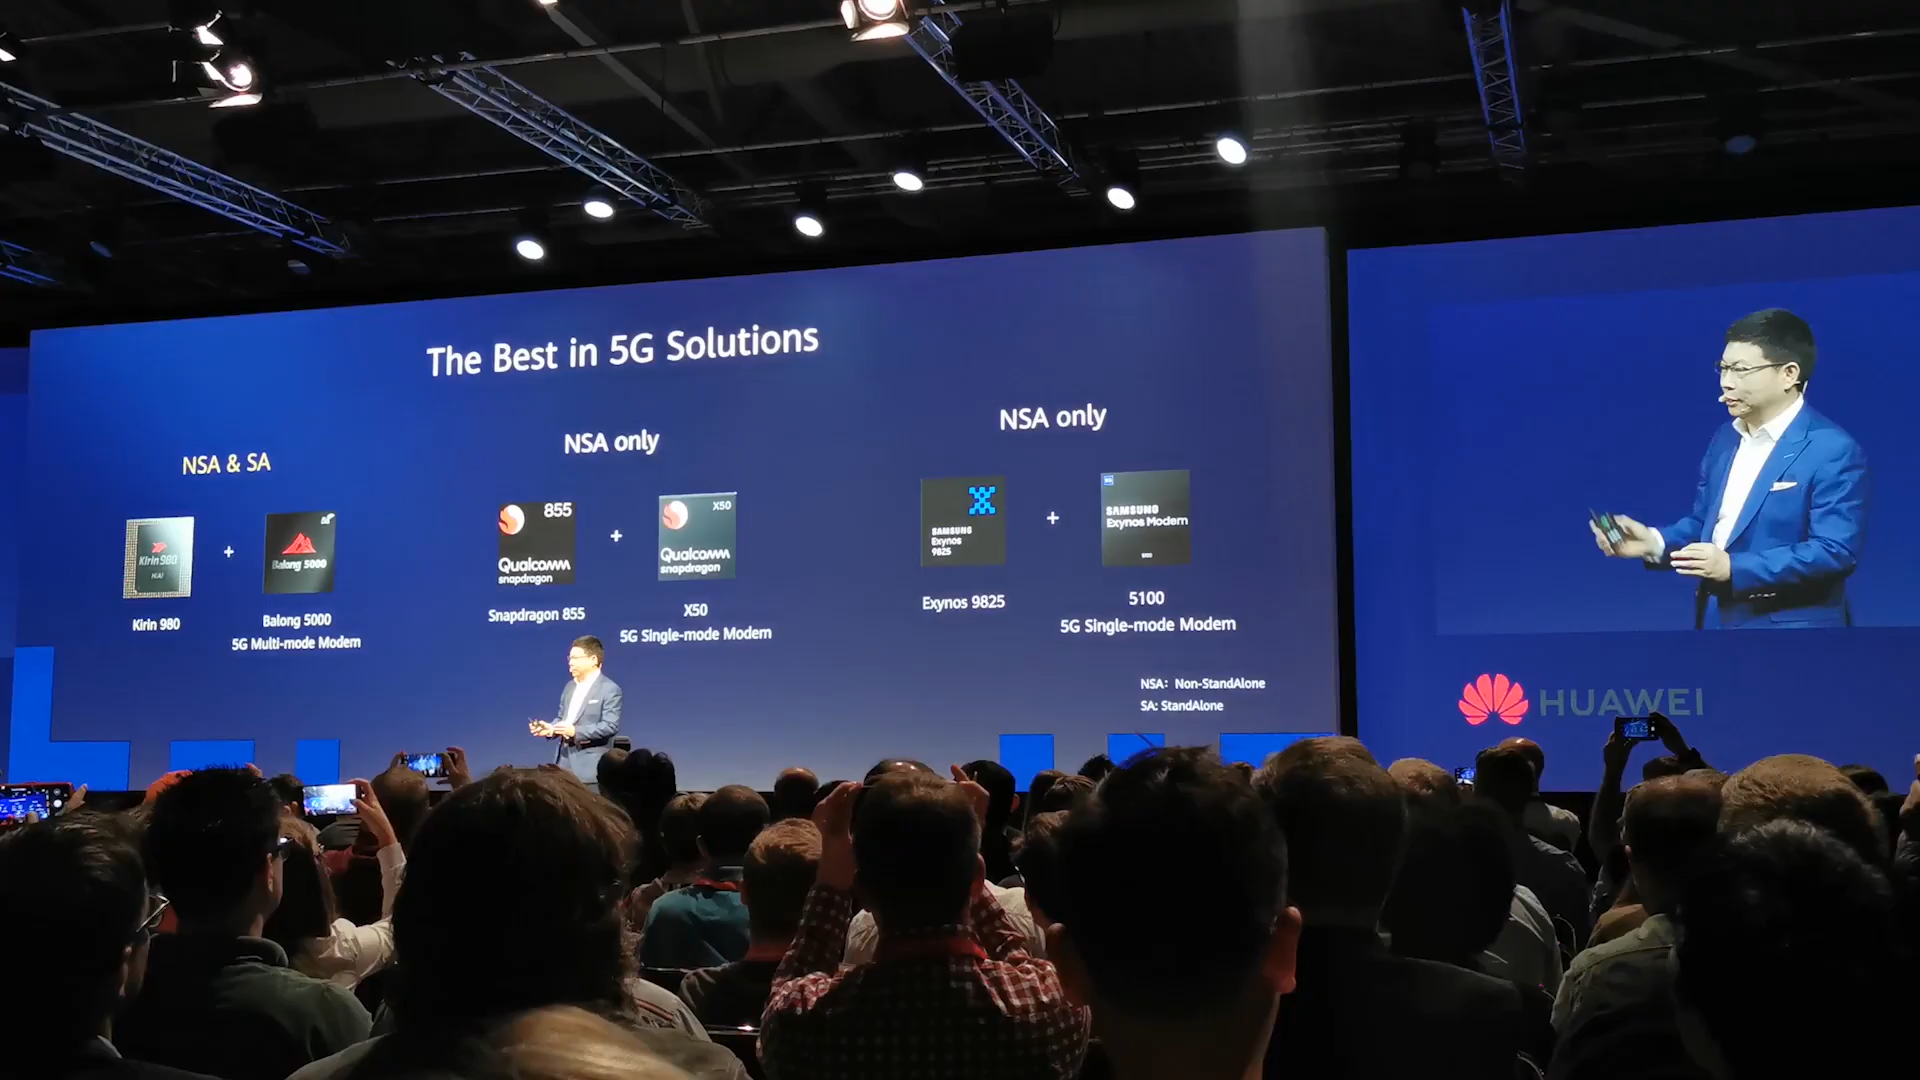 The Best in 5G Solutions
NSA & SA
NSA only
NSA only
Kirin 980
+
Balong 5000
855
Qualcomm
snapdragon
+
X50
Qualcomm
snapdragon
SAMSUNG
Exynos
9825
+
SAMSUNG
Exynos Modem
Kirin 980
Balong 5000
5G Multi-mode Modem
Snapdragon 855
X50
5G Single-mode Modem
Exynos 9825
5100
5G Single-mode Modem
NSA: Non-StandAlone
SA: StandAlone
HUAWEI